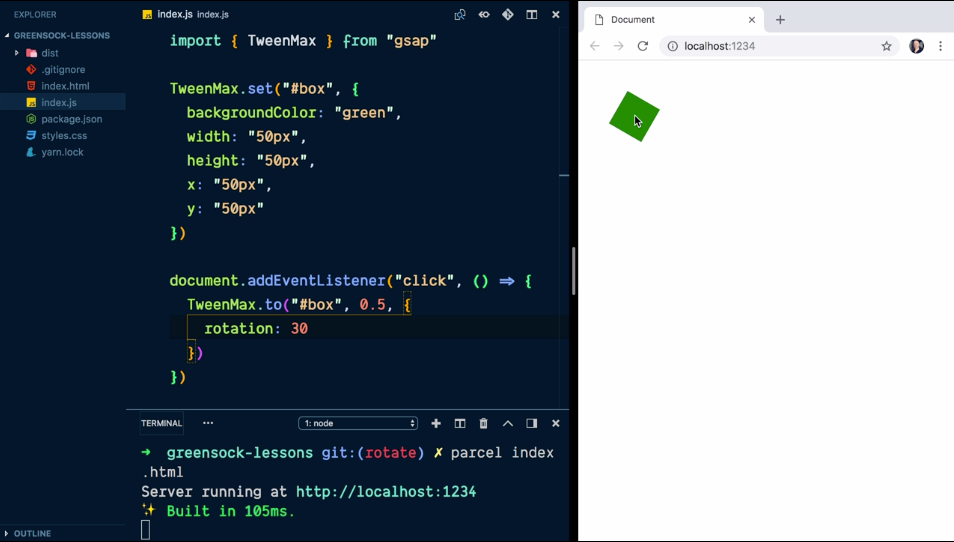 EXPLORER
GREENSOCK-LESSONS
dist
.gitignore
index.html
index.js
package.json
styles.css
yarn.lock
OUTLINE
index.js index.js
import { TweenMax } from "gsap"
TweenMax.set("#box", {
backgroundColor: "green",
width: "50px",
height: "50px",
x: "50px",
y: "50px"
})
document.addEventListener("click", () => {
TweenMax.to("#box", 0.5, {
rotation: 30
})
})
TERMINAL
1: node
➜ greensock-lessons git:(rotate) ✗ parcel index
.html
Server running at http://localhost:1234
✨ Built in 105ms.
Document
localhost:1234